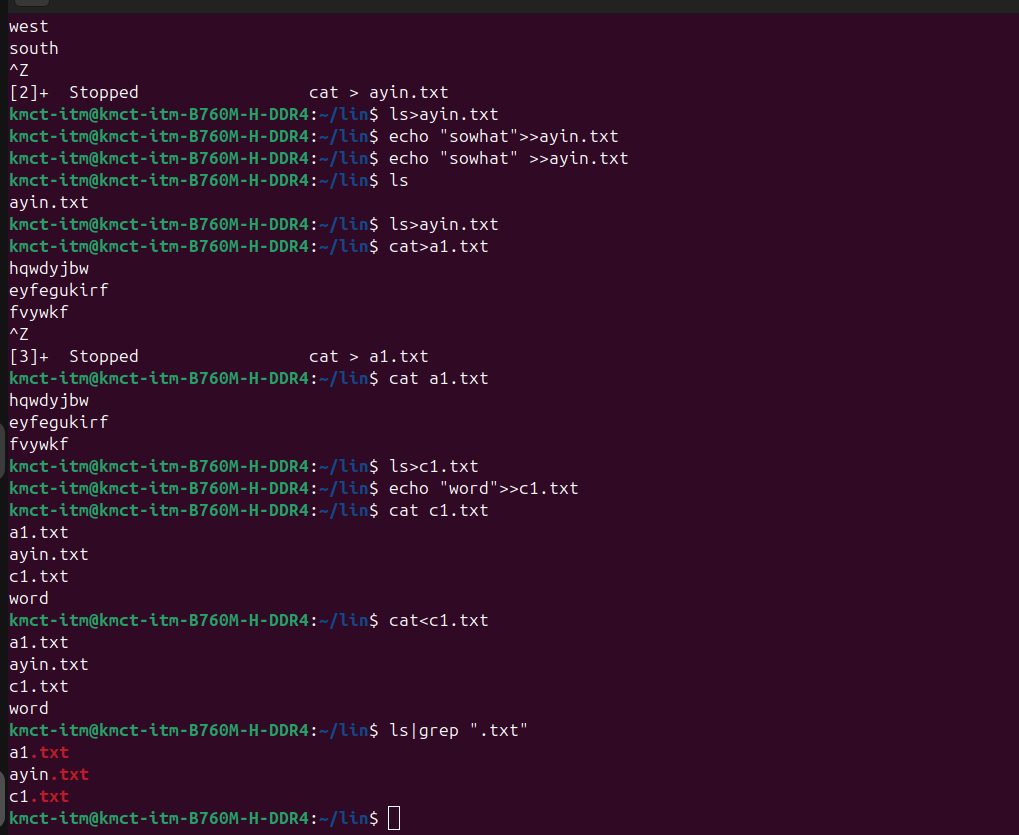 west
south
^Z
[2]+  Stopped                 cat > ayin.txt
kmct-itm@kmct-itm-B760M-H-DDR4:~/lin$ ls>ayin.txt
kmct-itm@kmct-itm-B760M-H-DDR4:~/lin$ echo "sowhat">>ayin.txt
kmct-itm@kmct-itm-B760M-H-DDR4:~/lin$ echo "sowhat" >>ayin.txt
kmct-itm@kmct-itm-B760M-H-DDR4:~/lin$ ls
ayin.txt
kmct-itm@kmct-itm-B760M-H-DDR4:~/lin$ ls>ayin.txt
kmct-itm@kmct-itm-B760M-H-DDR4:~/lin$ cat>a1.txt
hqwdyjbw
eyfegukirf
fvywkf
^Z
[3]+  Stopped                 cat > a1.txt
kmct-itm@kmct-itm-B760M-H-DDR4:~/lin$ cat a1.txt
hqwdyjbw
eyfegukirf
fvywkf
kmct-itm@kmct-itm-B760M-H-DDR4:~/lin$ ls>c1.txt
kmct-itm@kmct-itm-B760M-H-DDR4:~/lin$ echo "word">>c1.txt
kmct-itm@kmct-itm-B760M-H-DDR4:~/lin$ cat c1.txt
a1.txt
ayin.txt
c1.txt
word
kmct-itm@kmct-itm-B760M-H-DDR4:~/lin$ cat<c1.txt
a1.txt
ayin.txt
c1.txt
word
kmct-itm@kmct-itm-B760M-H-DDR4:~/lin$ ls|grep ".txt"
a1.txt
ayin.txt
c1.txt
kmct-itm@kmct-itm-B760M-H-DDR4:~/lin$